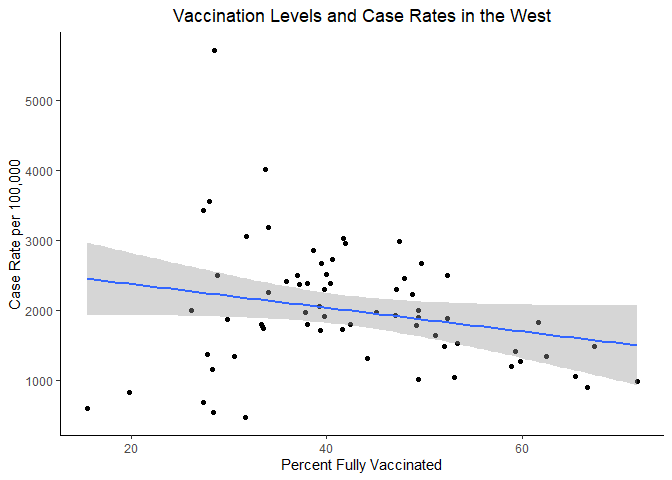 Vaccination Levels and Case Rates in the West
Case Rate per 100,000
5000
4000
3000
2000
1000
20 40 60
Percent Fully Vaccinated